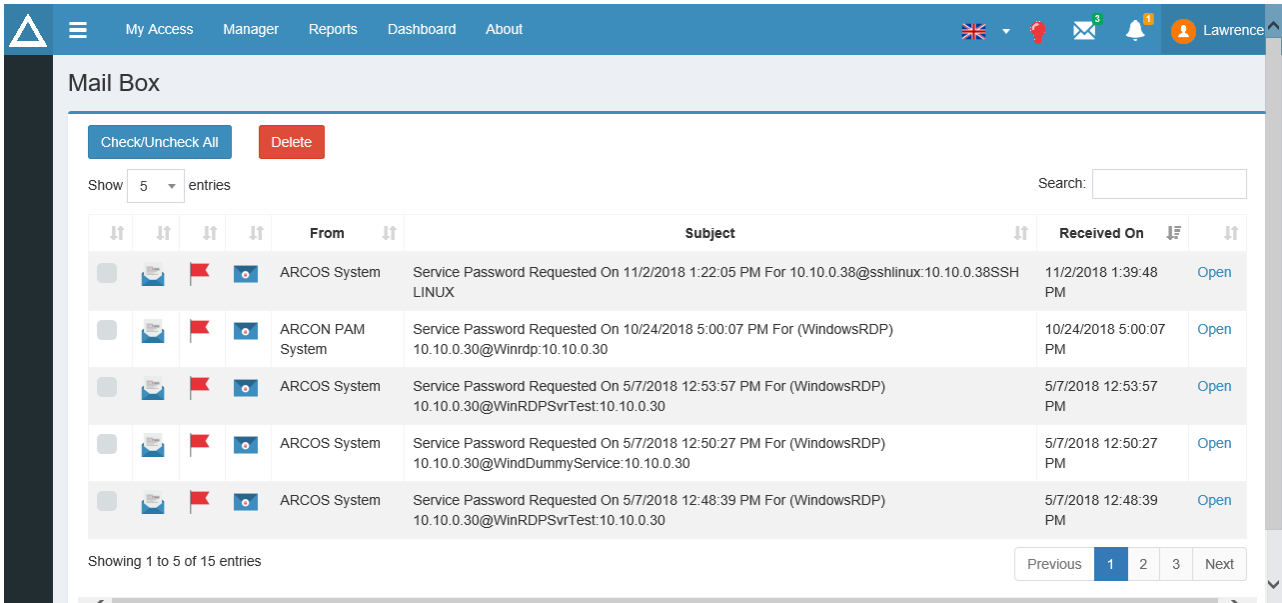 My Access Manager Reports Dashboard About 3 1 Lawrence
Mail Box
Check/Uncheck All Delete
Show 5 entries Search:
From Subject Received On
ARCOS System Service Password Requested On 11/2/2018 1:22:05 PM For 10.10.0.38@sshlinux:10.10.0.38SSH 11/2/2018 1:39:48 Open
LINUX PM
ARCON PAM Service Password Requested On 10/24/2018 5:00:07 PM For (WindowsRDP) 10/24/2018 5:00:07 Open
System 10.10.0.30@Winrdp:10.10.0.30 PM
ARCOS System Service Password Requested On 5/7/2018 12:53:57 PM For (WindowsRDP) 5/7/2018 12:53:57 Open
10.10.0.30@WinRDPSvrTest:10.10.0.30 PM
ARCOS System Service Password Requested On 5/7/2018 12:50:27 PM For (WindowsRDP) 5/7/2018 12:50:27 Open
10.10.0.30@WindDummyService:10.10.0.30 PM
ARCOS System Service Password Requested On 5/7/2018 12:48:39 PM For (WindowsRDP) 5/7/2018 12:48:39 Open
10.10.0.30@WinRDPSvrTest:10.10.0.30 PM
Showing 1 to 5 of 15 entries Previous 1 2 3 Next